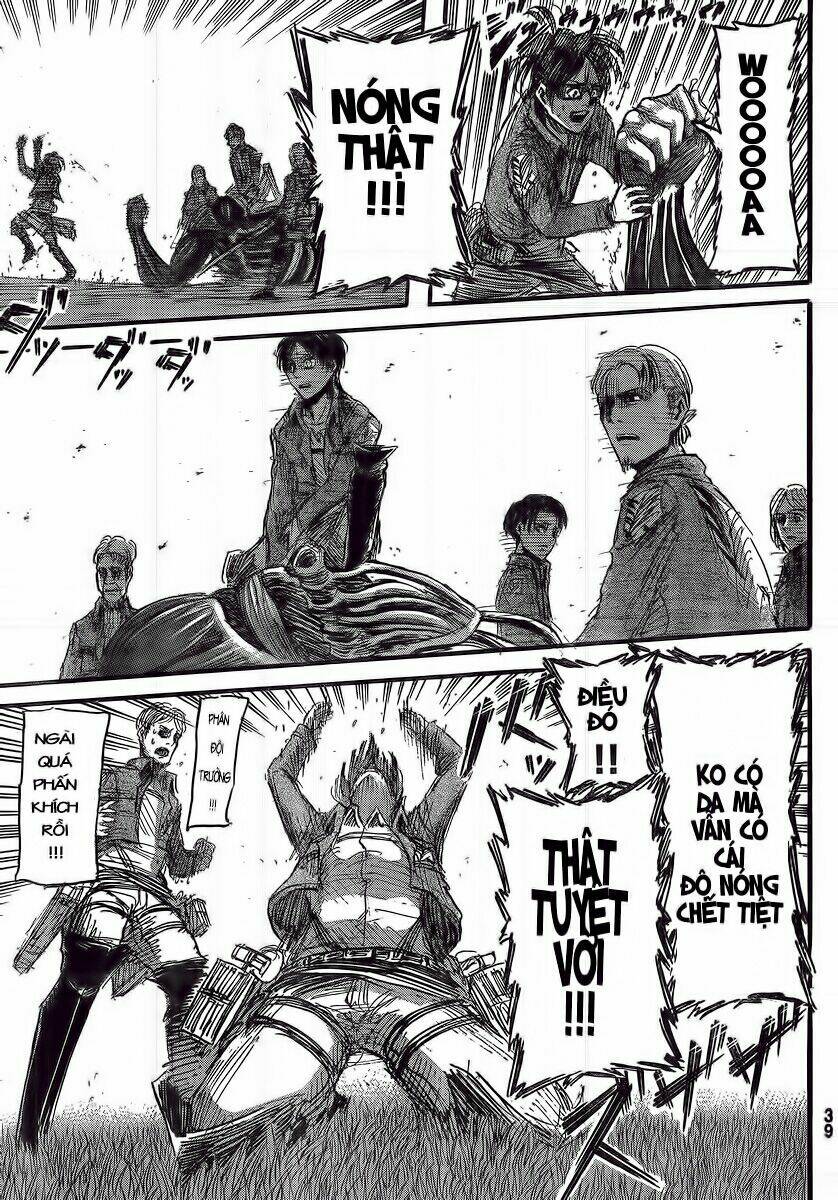 WOOOOOAA
NÓNG
THẬT
!!!
KO CÓ
DA MÀ
VẪN CÓ
CÁI
ĐỘ NÓNG
CHẾT TIỆT
ĐIỀU
ĐÓ
!!
THẬT
TUYỆT
VỜI
!!!
PHÂN
ĐỘI
TRƯỞNG
!!!
NGÀI
QUÁ
PHẤN
KHÍCH
RỒI
!!!
39